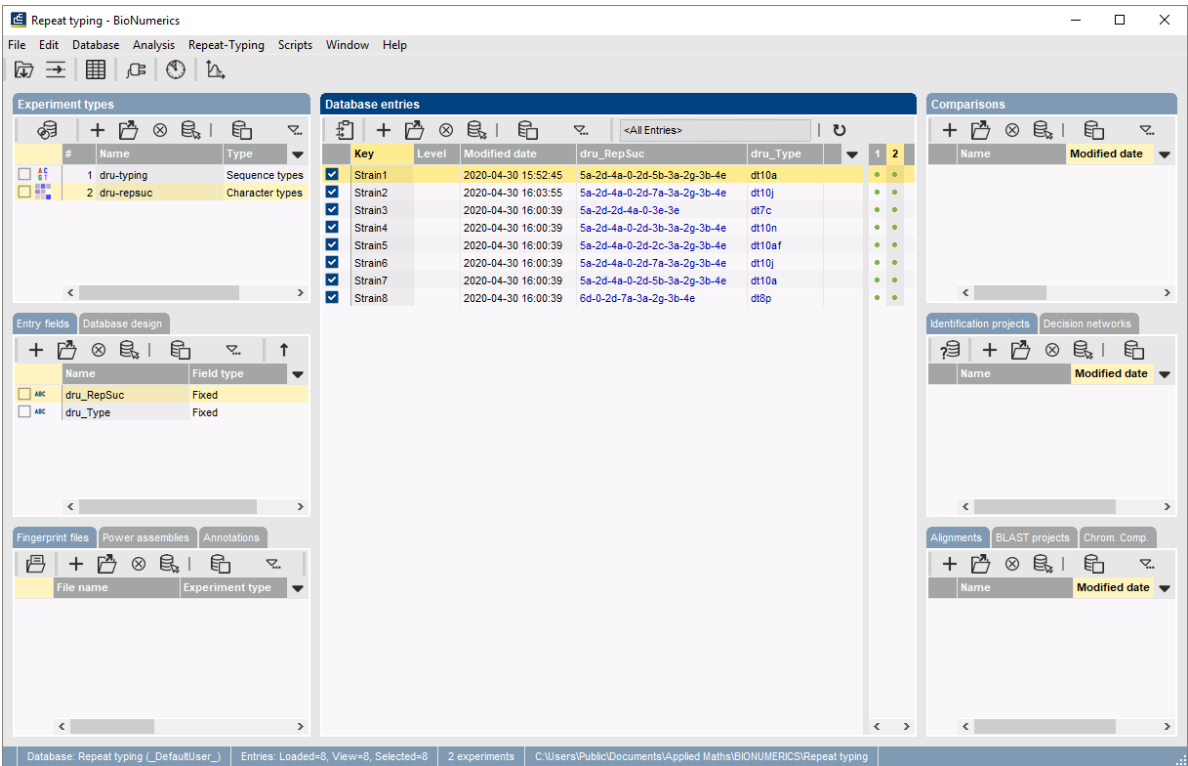 Repeat typing - BioNumerics
File Edit Database Analysis Repeat-Typing Scripts Window Help
Experiment types
# Name Type
1 dru-typing Sequence types
2 dru-repsuc Character types
Entry fields Database design
Name Field type
ABC dru_RepSuc Fixed
ABC dru_Type Fixed
Fingerprint files Power assemblies Annotations
File name Experiment type
Database entries
<All Entries>
Key Level Modified date dru_RepSuc dru_Type 1 2
Strain1 2020-04-30 15:52:45 5a-2d-4a-0-2d-5b-3a-2g-3b-4e dt10a
Strain2 2020-04-30 16:03:55 5a-2d-4a-0-2d-7a-3a-2g-3b-4e dt10j
Strain3 2020-04-30 16:00:39 5a-2d-2d-4a-0-3e-3e dt7c
Strain4 2020-04-30 16:00:39 5a-2d-4a-0-2d-3b-3a-2g-3b-4e dt10n
Strain5 2020-04-30 16:00:39 5a-2d-4a-0-2d-2c-3a-2g-3b-4e dt10af
Strain6 2020-04-30 16:00:39 5a-2d-4a-0-2d-7a-3a-2g-3b-4e dt10j
Strain7 2020-04-30 16:00:39 5a-2d-4a-0-2d-5b-3a-2g-3b-4e dt10a
Strain8 2020-04-30 16:00:39 6d-0-2d-7a-3a-2g-3b-4e dt8p
Comparisons
Name Modified date
Identification projects Decision networks
Name Modified date
Alignments BLAST projects Chrom. Comp.
Name Modified date
Database: Repeat typing (_DefaultUser_) Entries: Loaded=8, View=8, Selected=8 2 experiments C:\Users\Public\Documents\Applied Maths\BIONUMERICS\Repeat typing